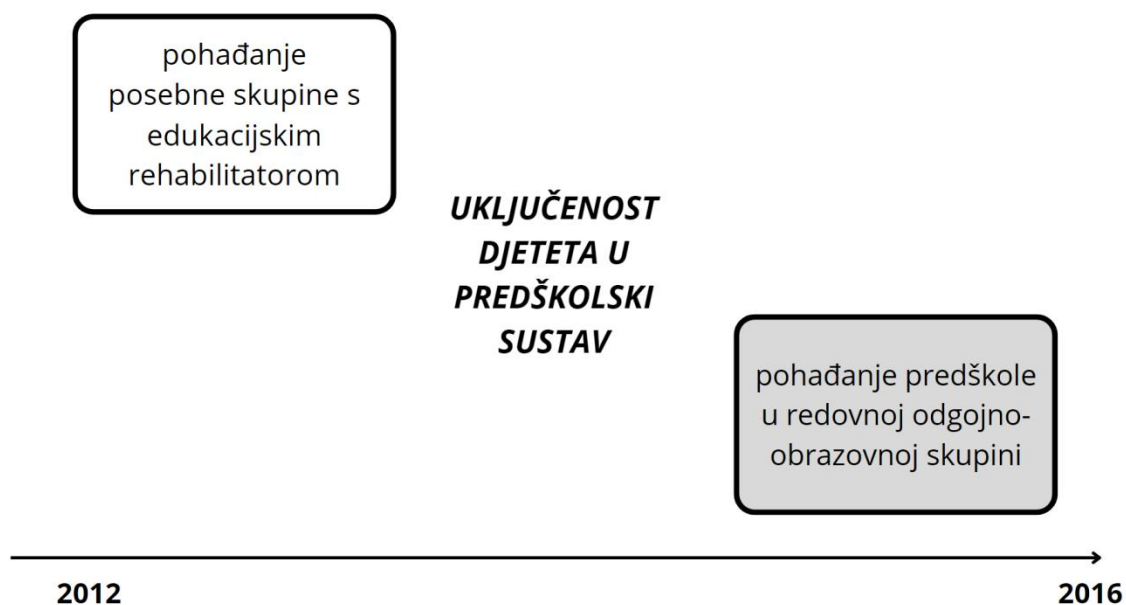 pohađanje
posebne skupine s
edukacijskim
rehabilitatorom
UKLJUČENOST
DJETETA U
PREDŠKOLSKI
SUSTAV
pohađanje predškole
u redovnoj odgojno-
obrazovnoj skupini
2012
2016